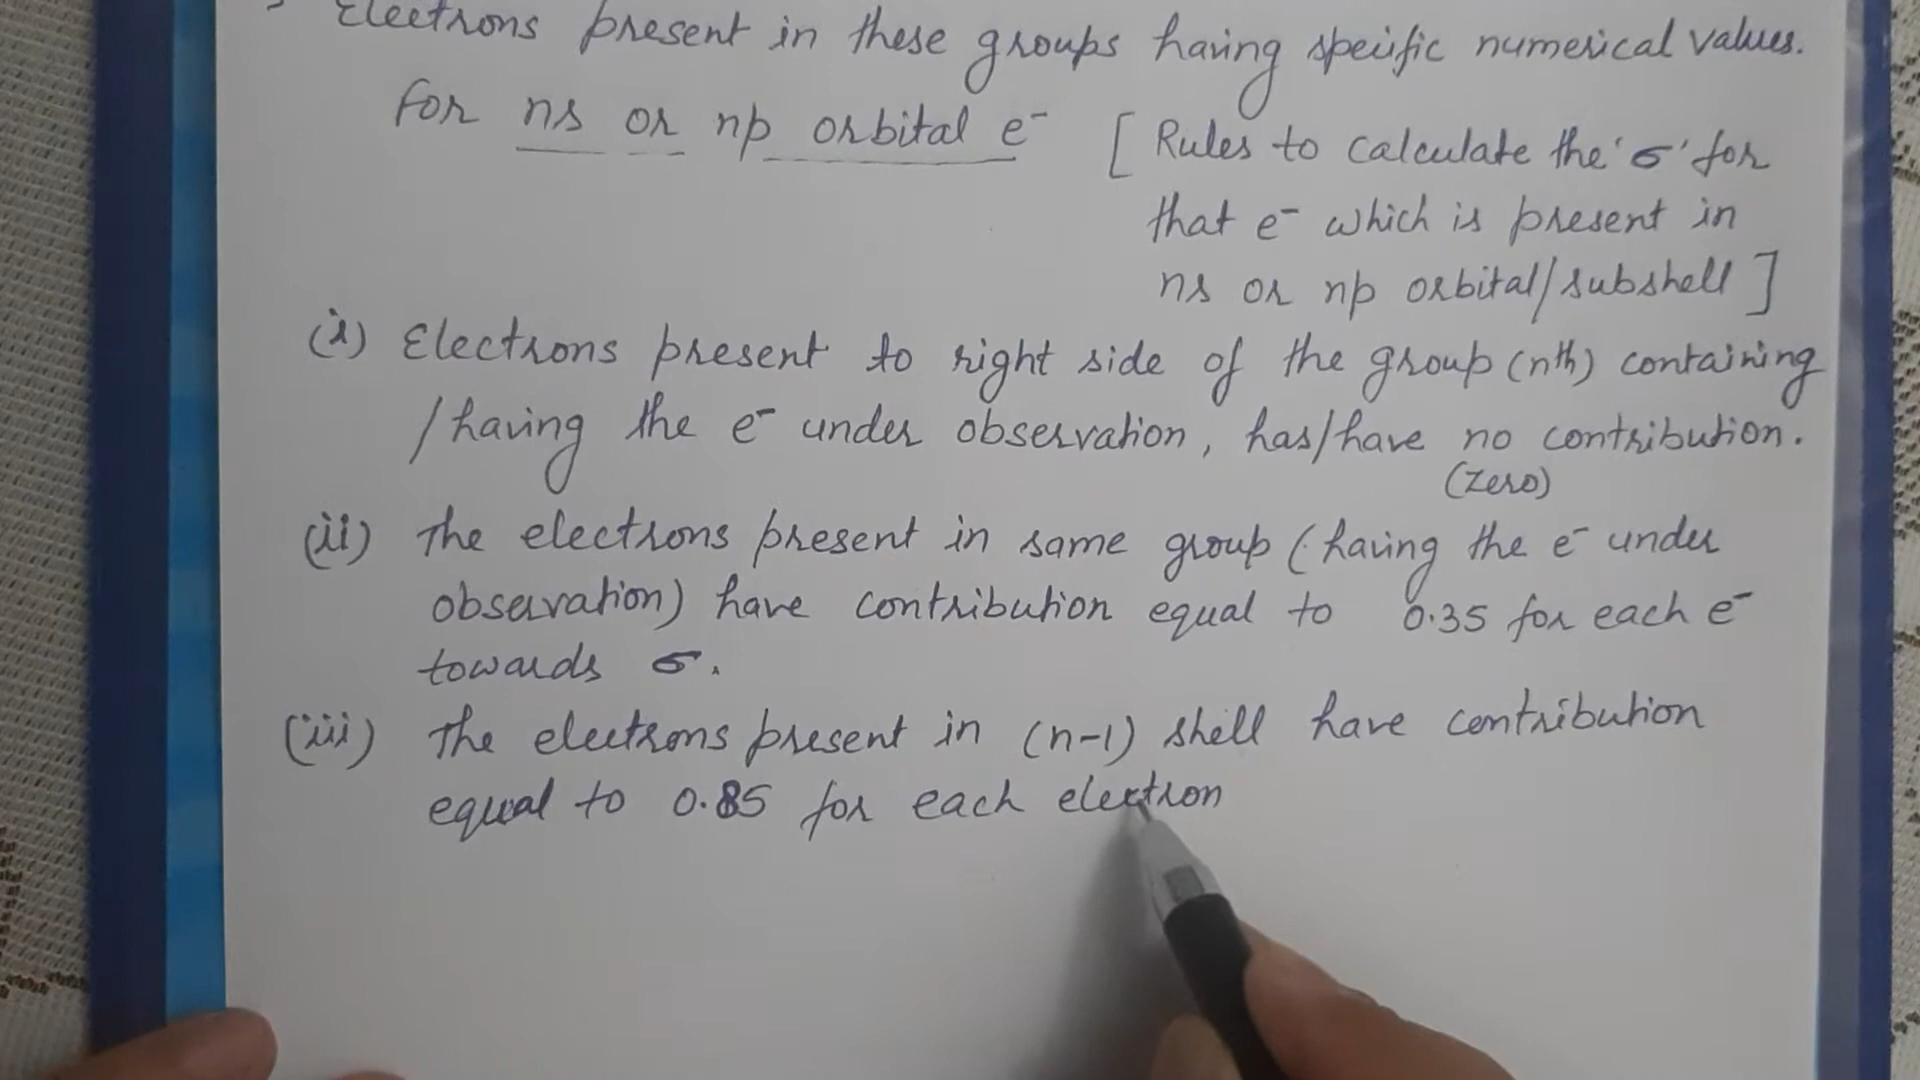 Electrons present in these groups having specific numerical values.
For ns or np orbital e⁻ [Rules to calculate the 'σ' for
that e⁻ which is present in
ns or np orbital/subshell]
(i) Electrons present to right side of the group (nth) containing
/having the e⁻ under observation, has/have no contribution.
(Zero)
(ii) The electrons present in same group (having the e⁻ under
observation) have contribution equal to 0.35 for each e⁻
towards σ.
(iii) The electrons present in (n-1) shell have contribution
equal to 0.85 for each electron